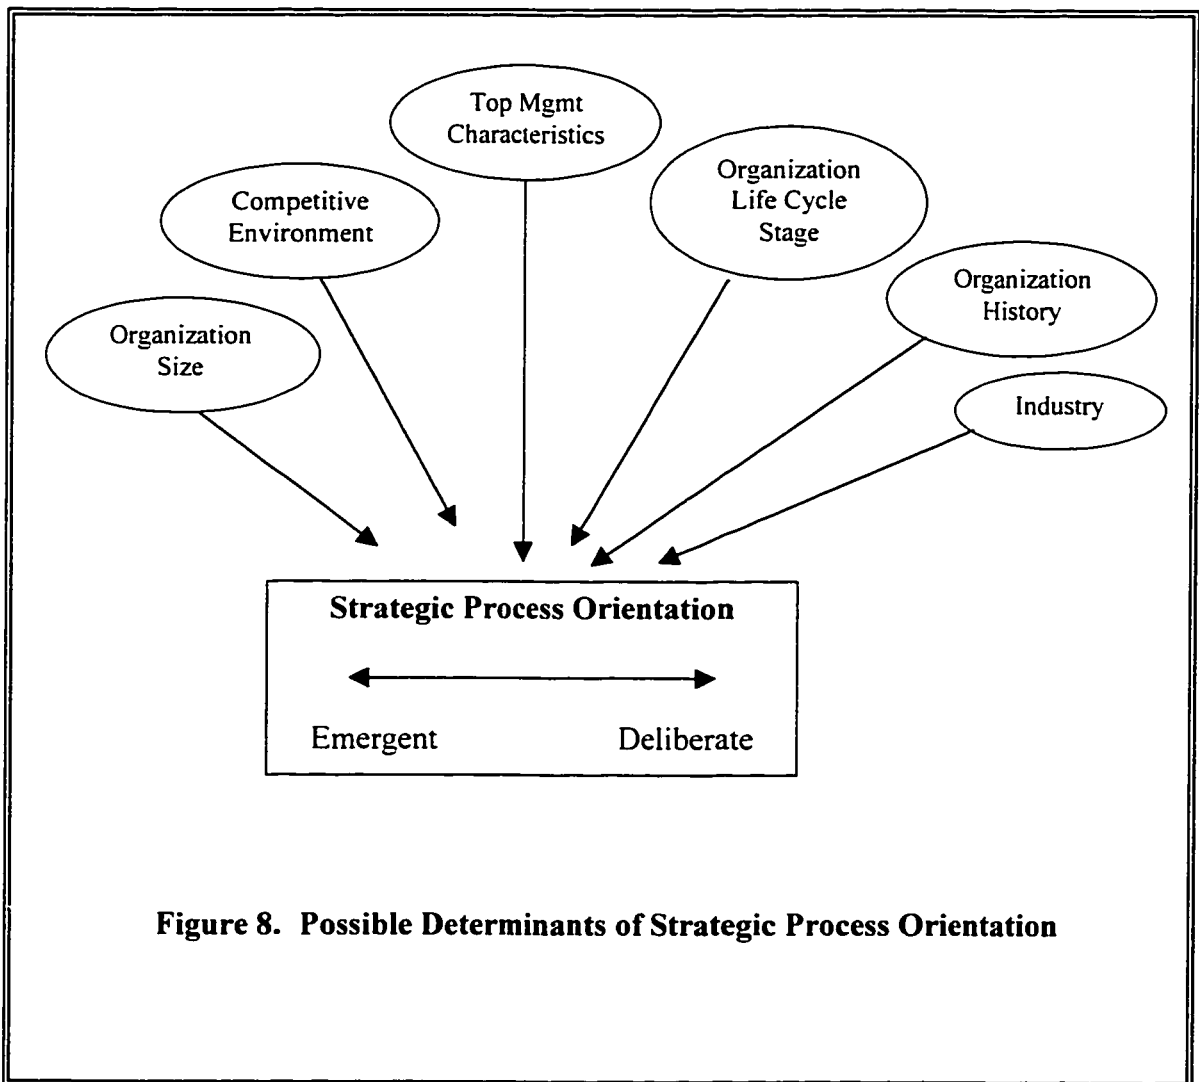 Top Mgmt
Characteristics
Organization
Life Cycle
Stage
Competitive
Environment
Organization
History
Organization
Size
Industry
Strategic Process Orientation
Emergent Deliberate
Figure 8. Possible Determinants of Strategic Process Orientation